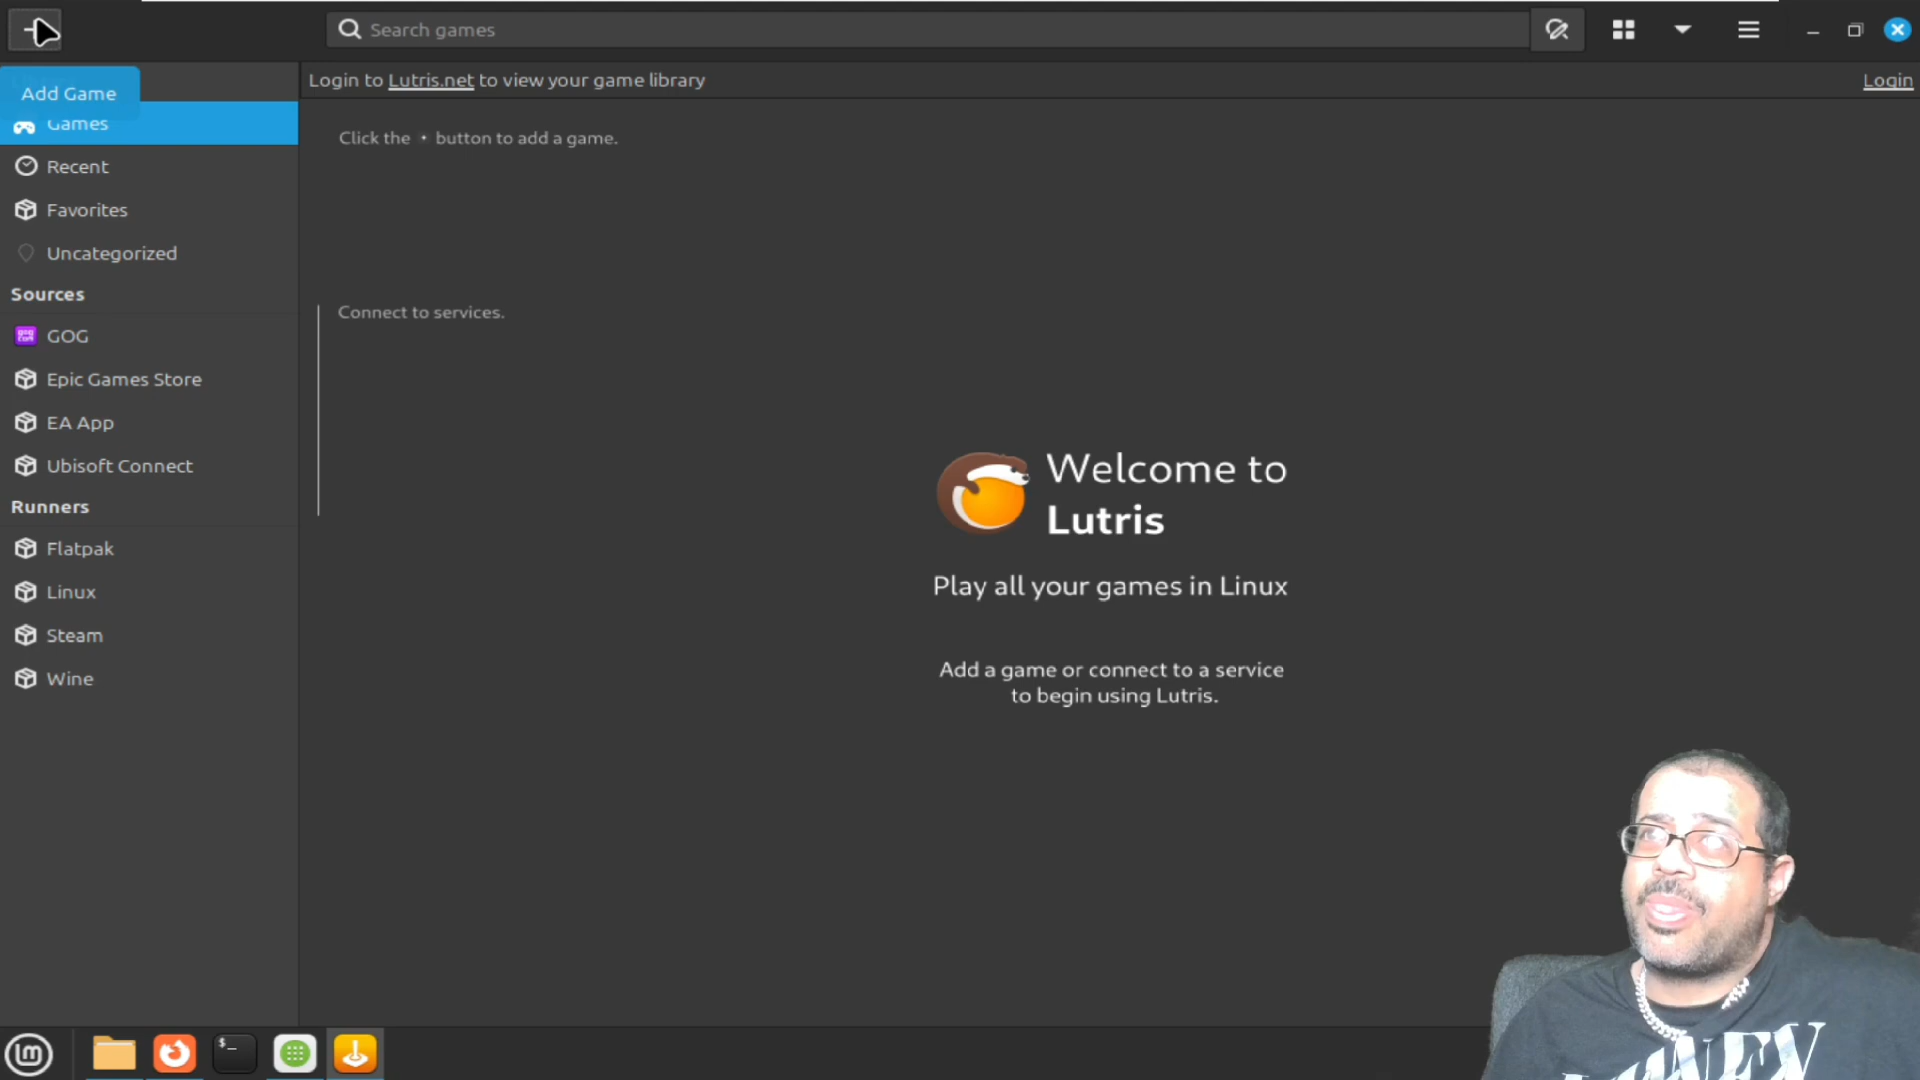 Search games
Add Game
Login to Lutris.net to view your game library
Login
Games
Click the • button to add a game.
Recent
Favorites
Uncategorized
Sources
Connect to services.
GOG
Epic Games Store
EA App
Ubisoft Connect
Welcome to
Lutris
Runners
Flatpak
Play all your games in Linux
Linux
Steam
Wine
Add a game or connect to a service
to begin using Lutris.
$_